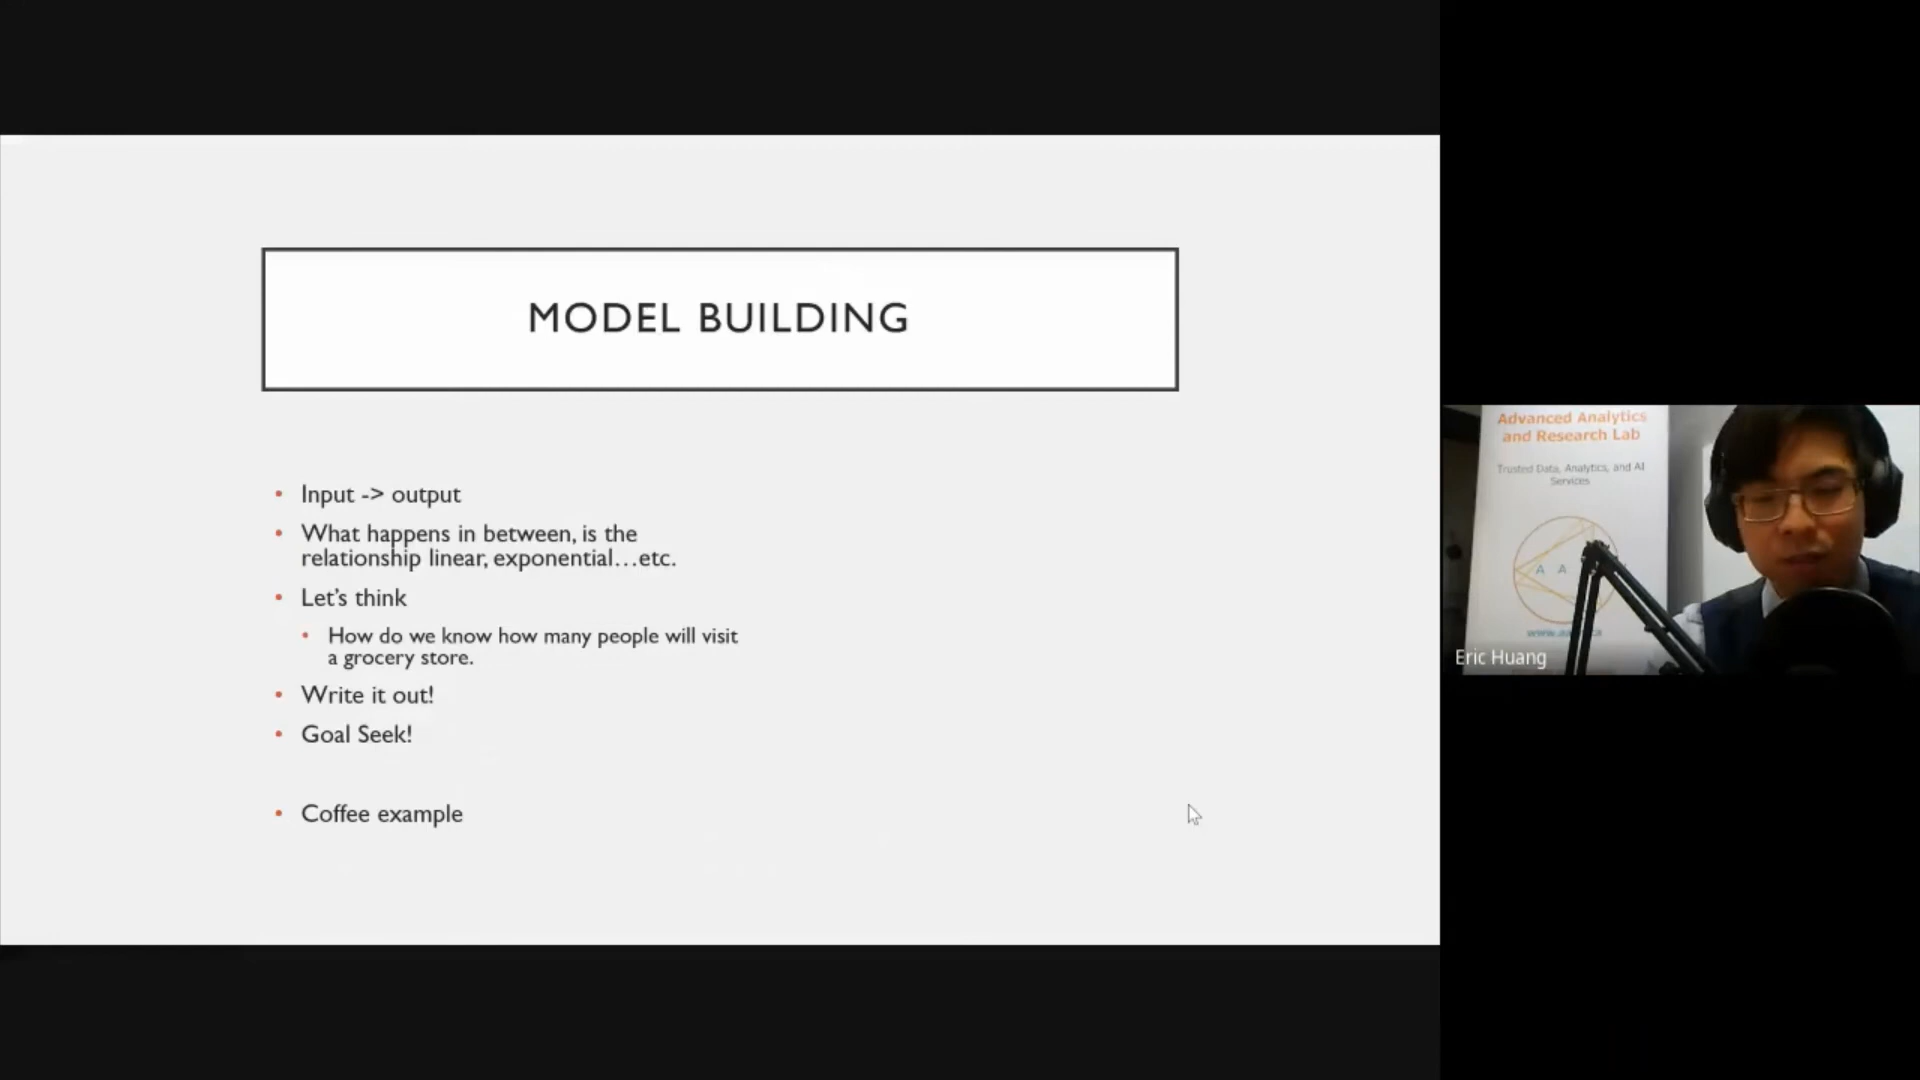 MODEL BUILDING
• Input -> output
• What happens in between, is the
relationship linear, exponential…etc.
• Let's think
• How do we know how many people will visit
a grocery store.
• Write it out!
• Goal Seek!
• Coffee example
Advanced Analytics
and Research Lab
Trusted Data, Analytics, and AI
Services
A A
Eric Huang